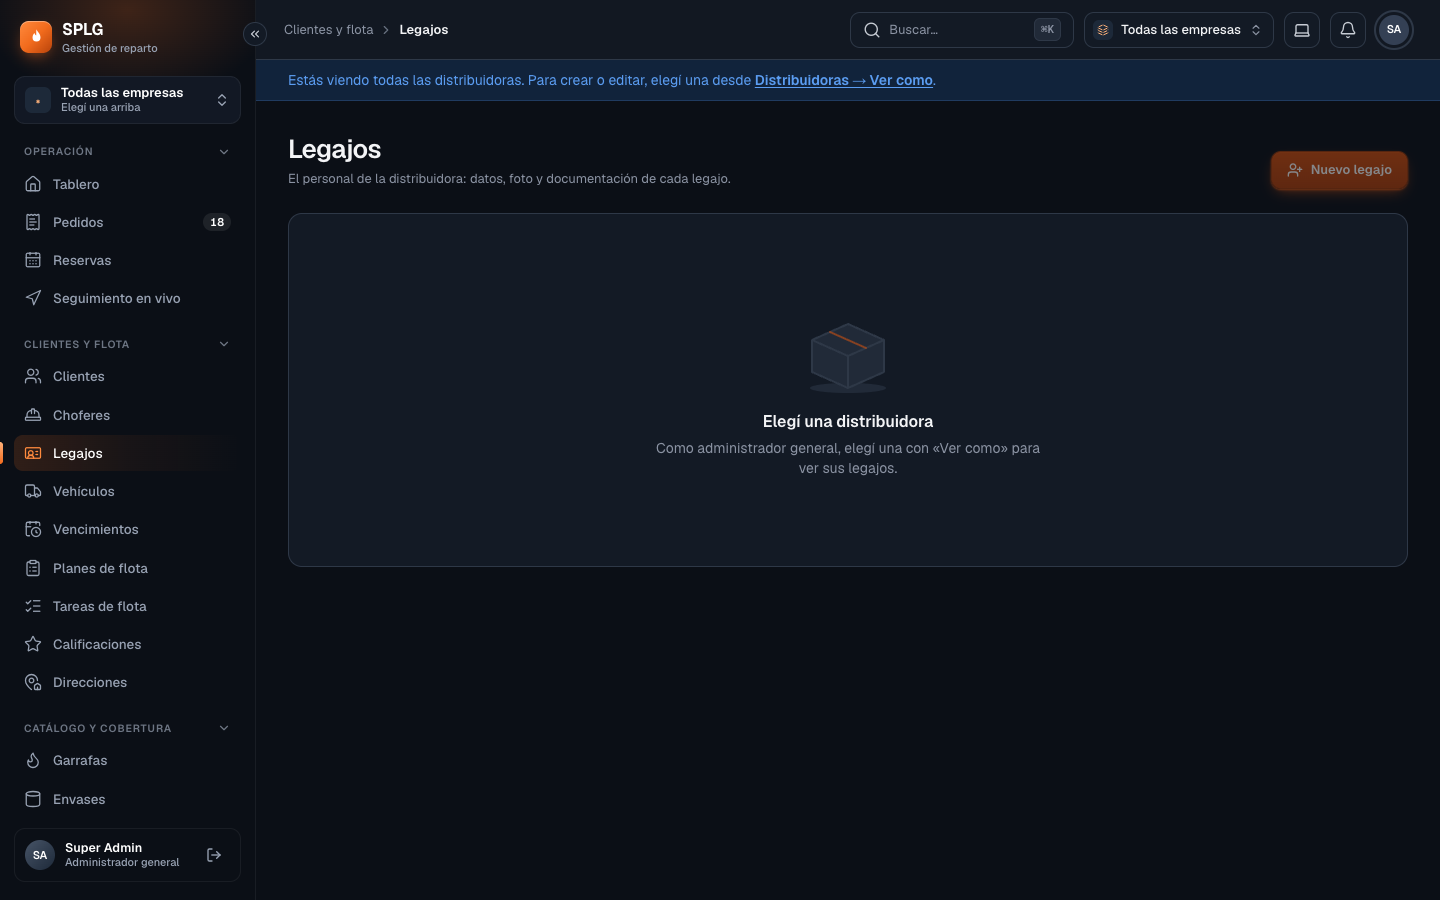 SPLG
Gestión de reparto
Todas las empresas
Elegí una arriba
OPERACIÓN
Tablero
Pedidos
18
Reservas
Seguimiento en vivo
CLIENTES Y FLOTA
Clientes
Choferes
Legajos
Vehículos
Vencimientos
Planes de flota
Tareas de flota
Calificaciones
Direcciones
CATÁLOGO Y COBERTURA
Garrafas
Envases
SA
Super Admin
Administrador general
Clientes y flota
Legajos
Buscar...
⌘K
Todas las empresas
SA
Estás viendo todas las distribuidoras. Para crear o editar, elegí una desde Distribuidoras → Ver como.
Legajos
El personal de la distribuidora: datos, foto y documentación de cada legajo.
Nuevo legajo
Elegí una distribuidora
Como administrador general, elegí una con «Ver como» para
ver sus legajos.